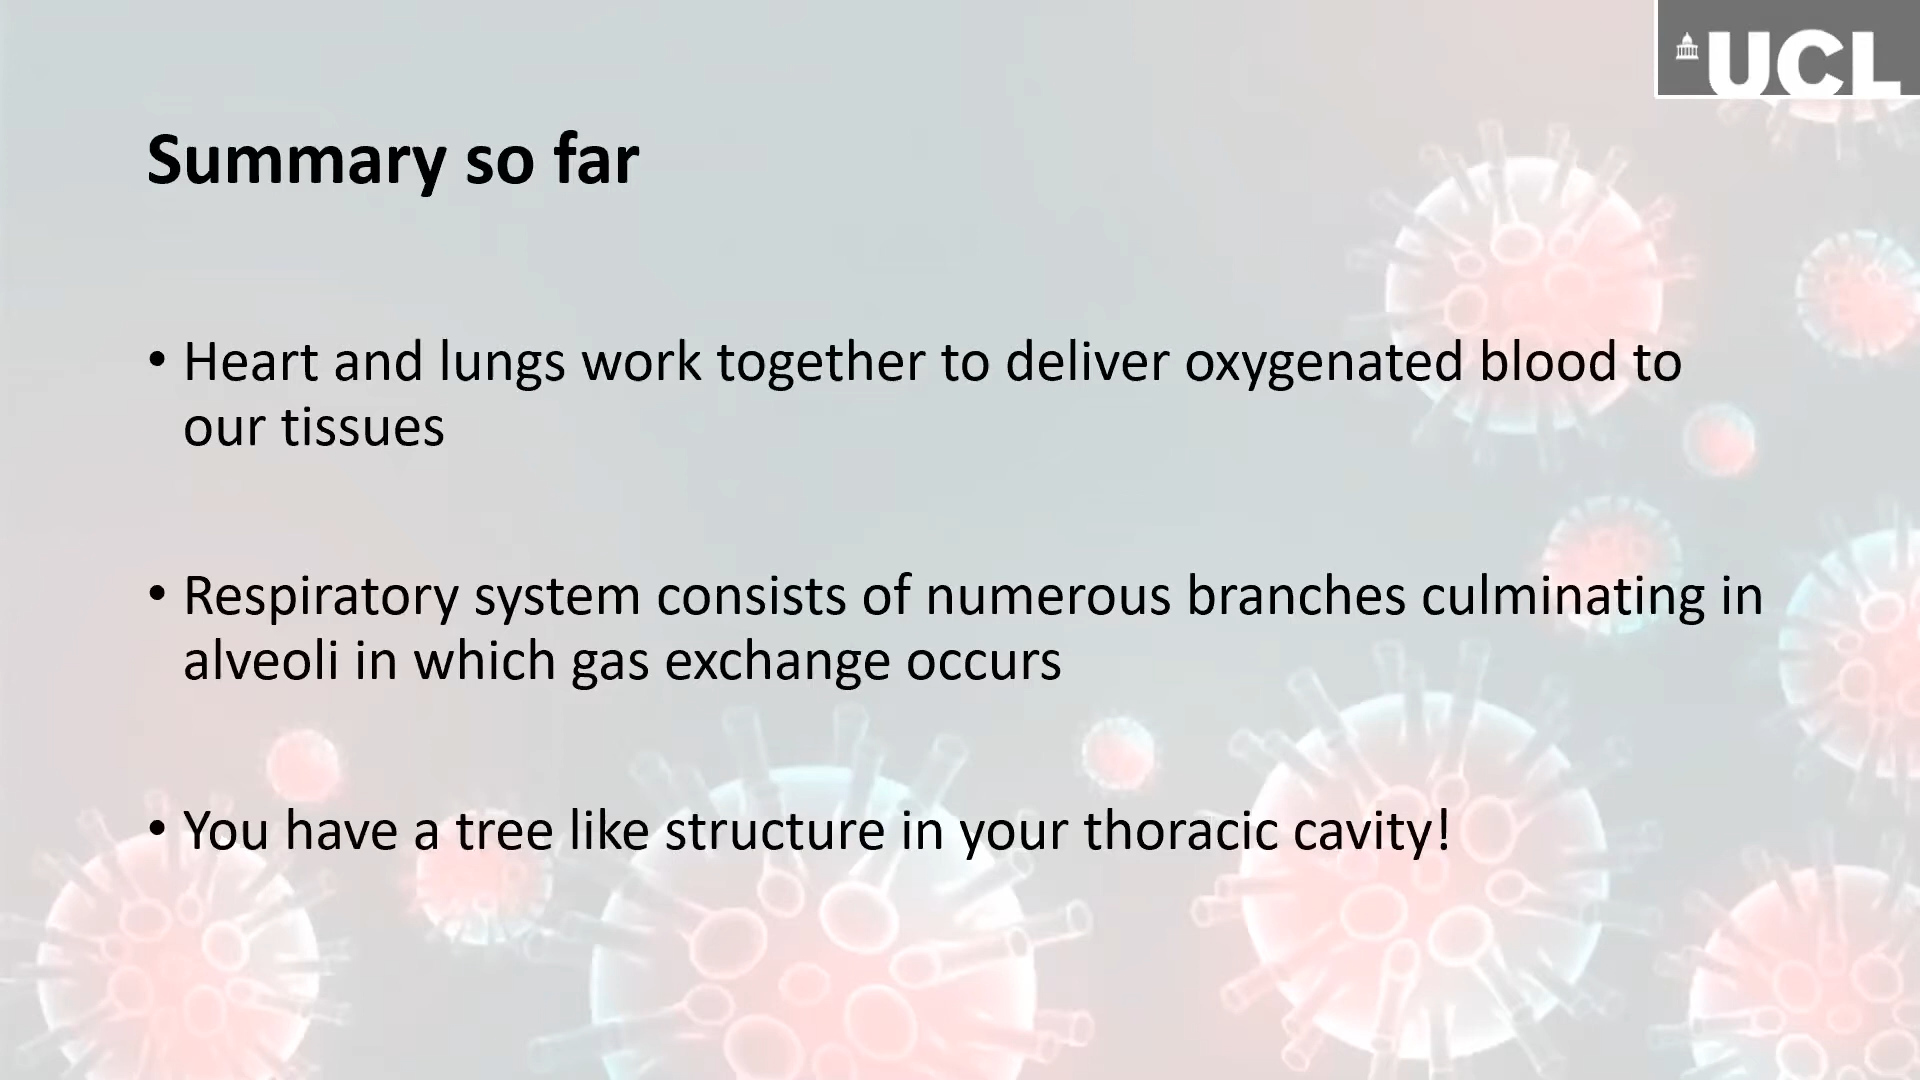 UCL
Summary so far
• Heart and lungs work together to deliver oxygenated blood to
our tissues
• Respiratory system consists of numerous branches culminating in
alveoli in which gas exchange occurs
• You have a tree like structure in your thoracic cavity!